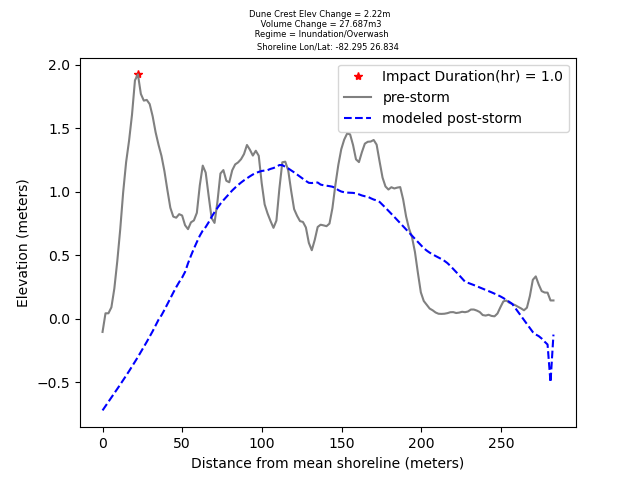 Dune Crest Elev Change = 2.22m
Volume Change = 27.687m3
Regime = Inundation/Overwash
Shoreline Lon/Lat: -82.295 26.834
Impact Duration(hr) = 1.0
pre-storm
modeled post-storm
2.0
1.5
1.0
0.5
0.0
−0.5
Elevation (meters)
0 50 100 150 200 250
Distance from mean shoreline (meters)